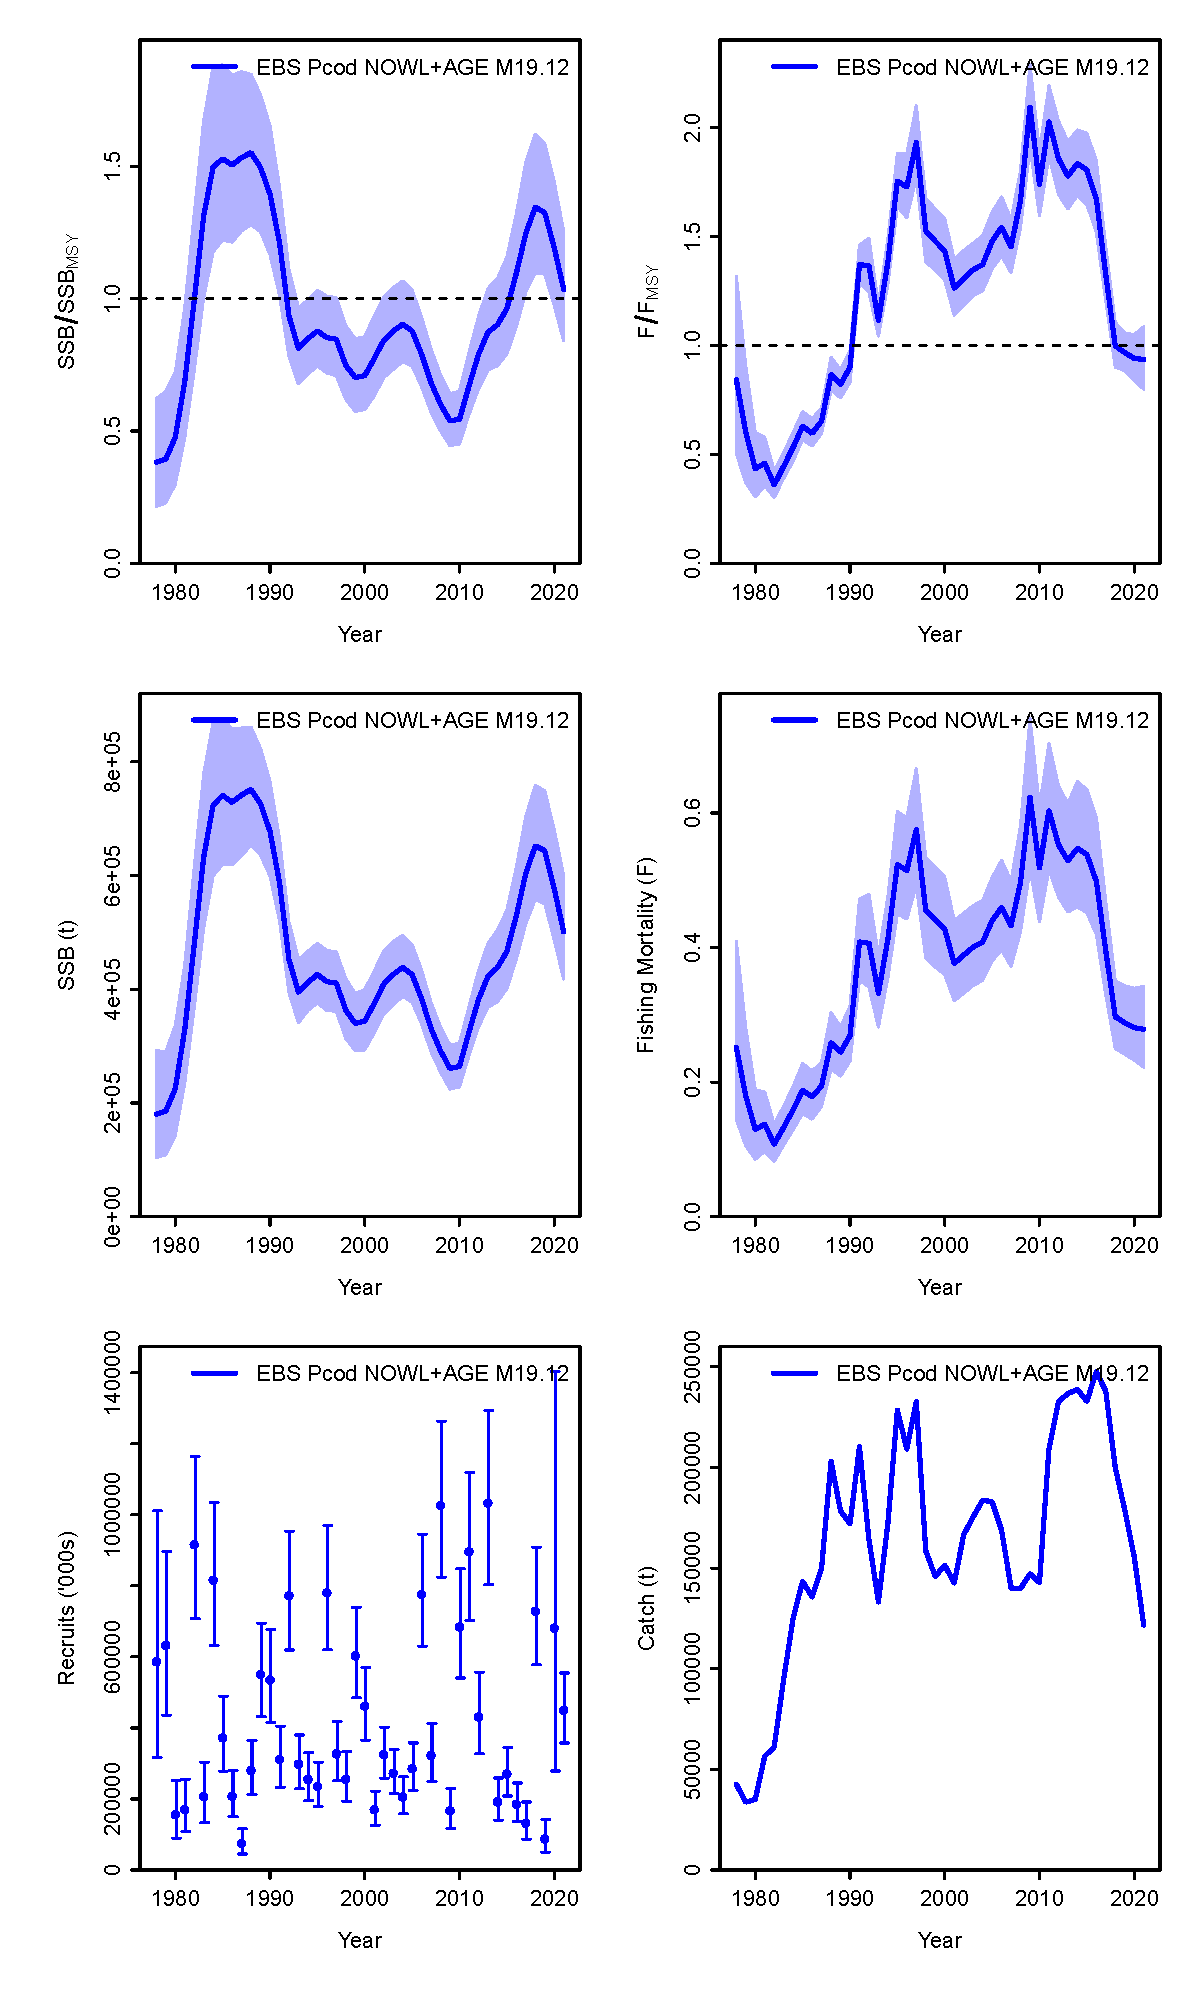 EBS Pcod NOWL+AGE M19.12
SSB/SSBMSY
0.0 0.5 1.0 1.5
1980 1990 2000 2010 2020
Year
EBS Pcod NOWL+AGE M19.12
F/FMSY
0.0 0.5 1.0 1.5 2.0
1980 1990 2000 2010 2020
Year
EBS Pcod NOWL+AGE M19.12
SSB (t)
0e+00 2e+05 4e+05 6e+05 8e+05
1980 1990 2000 2010 2020
Year
EBS Pcod NOWL+AGE M19.12
Fishing Mortality (F)
0.0 0.2 0.4 0.6
1980 1990 2000 2010 2020
Year
EBS Pcod NOWL+AGE M19.12
Recruits ('000s)
0 200000 600000 1000000 1400000
1980 1990 2000 2010 2020
Year
EBS Pcod NOWL+AGE M19.12
Catch (t)
0 50000 100000 150000 200000 250000
1980 1990 2000 2010 2020
Year